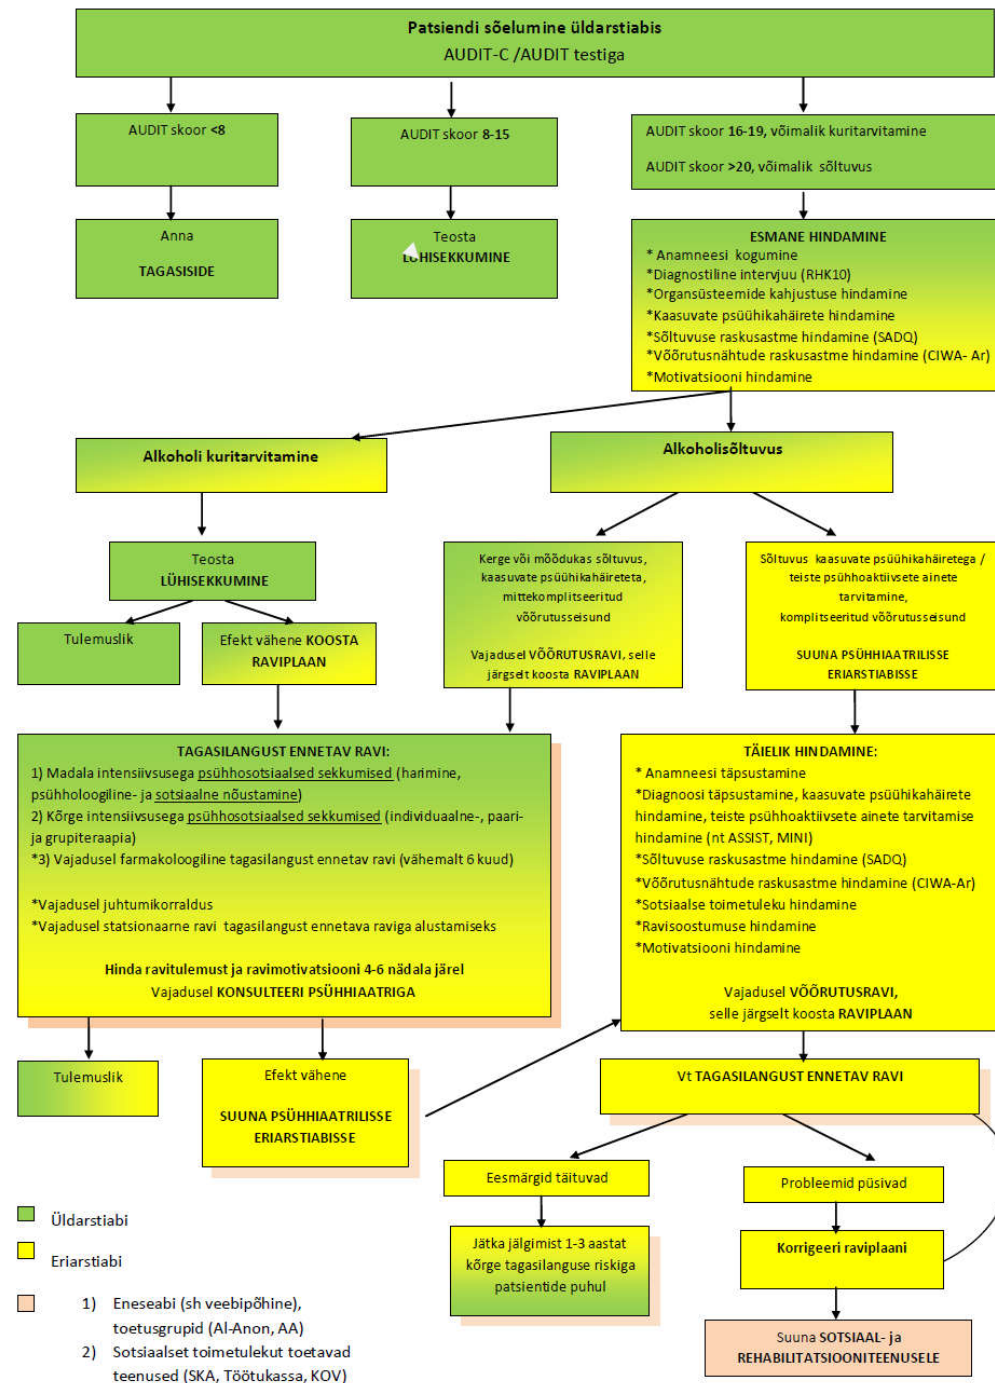 Patsiendi sõelumine üldarstiabis
AUDIT-C /AUDIT testiga
AUDIT skoor <8
AUDIT skoor 8-15
AUDIT skoor 16-19, võimalik kuritarvitamine
AUDIT skoor >20, võimalik sõltuvus
Anna
TAGASISIDE
Teosta
LÜHISEKKUMINE
ESMANE HINDAMINE
* Anamneesi kogumine
*Diagnostiline intervjuu (RHK10)
*Organsüsteemide kahjustuse hindamine
*Kaasuvate psüühikahäirete hindamine
*Sõltuvuse raskusastme hindamine (SADQ)
*Võõrutusnähtude raskusastme hindamine (CIWA- Ar)
*Motivatsiooni hindamine
Alkoholi kuritarvitamine
Alkoholisõltuvus
Teosta
LÜHISEKKUMINE
Kerge või mõõdukas sõltuvus,
kaasuvate psüühikahäireteta,
mittekomplitseeritud
võõrutusseisund
Vajadusel VÕÕRUTUSRAVI, selle
järgselt koosta RAVIPLAAN
Sõltuvus kaasuvate psüühikahäiretega /
teiste psühhoaktiivsete ainete
tarvitamine,
komplitseeritud võõrutusseisund
SUUNA PSÜHHIAATRILISSE
ERIARSTIABISSE
Tulemuslik
Efekt vähene KOOSTA
RAVIPLAAN
TAGASILANGUST ENNETAV RAVI:
1) Madala intensiivsusega psühhosotsiaalsed sekkumised (harimine,
psühholoogiline- ja sotsiaalne nõustamine)
2) Kõrge intensiivsusega psühhosotsiaalsed sekkumised (individuaalne-, paari-
ja grupiteraapia)
*3) Vajadusel farmakoloogiline tagasilangust ennetav ravi (vähemalt 6 kuud)
*Vajadusel juhtumikorraldus
*Vajadusel statsionaarne ravi tagasilangust ennetava raviga alustamiseks
Hinda ravitulemust ja ravimotivatsiooni 4-6 nädala järel
Vajadusel KONSULTEERI PSÜHHIAATRIGA
TÄIELIK HINDAMINE:
* Anamneesi täpsustamine
*Diagnoosi täpsustamine, kaasuvate psüühikahäirete
hindamine, teiste psühhoaktiivsete ainete tarvitamise
hindamine (nt ASSIST, MINI)
*Sõltuvuse raskusastme hindamine (SADQ)
*Võõrutusnähtude raskusastme hindamine (CIWA-Ar)
*Sotsiaalse toimetuleku hindamine
*Ravisoostumuse hindamine
*Motivatsiooni hindamine
Vajadusel VÕÕRUTUSRAVI,
selle järgselt koosta RAVIPLAAN
Tulemuslik
Efekt vähene
SUUNA PSÜHHIAATRILISSE
ERIARSTIABISSE
Vt TAGASILANGUST ENNETAV RAVI
Eesmärgid täituvad
Probleemid püsivad
Jätka jälgimist 1-3 aastat
kõrge tagasilanguse riskiga
patsientide puhul
Korrigeeri raviplaani
Suuna SOTSIAAL- ja
REHABILITATSIOONITEENUSELE
Üldarstiabi
Eriarstiabi
1) Eneseabi (sh veebipõhine),
toetusgrupid (Al-Anon, AA)
2) Sotsiaalset toimetulekut toetavad
teenused (SKA, Töötukassa, KOV)